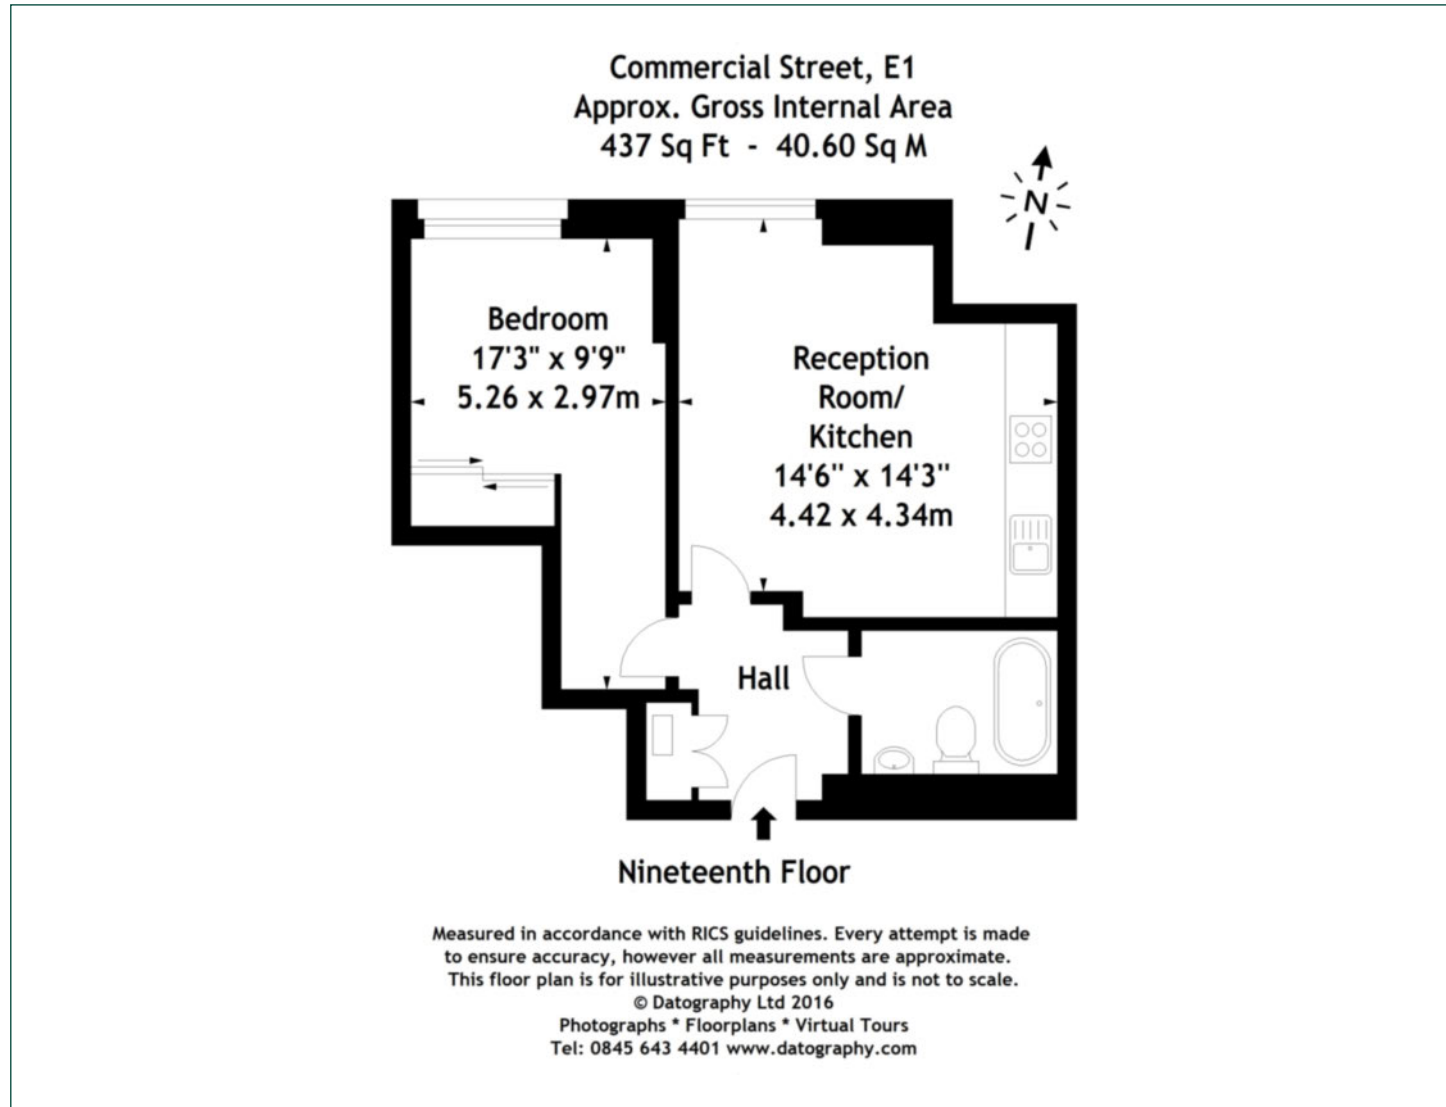 Commercial Street, E1
Approx. Gross Internal Area
437 Sq Ft - 40.60 Sq M
N
Bedroom
17'3" x 9'9"
5.26 x 2.97m
Reception
Room/
Kitchen
14'6" x 14'3"
4.42 x 4.34m
Hall
Nineteenth Floor
Measured in accordance with RICS guidelines. Every attempt is made
to ensure accuracy, however all measurements are approximate.
This floor plan is for illustrative purposes only and is not to scale.
© Datography Ltd 2016
Photographs * Floorplans * Virtual Tours
Tel: 0845 643 4401 www.datography.com